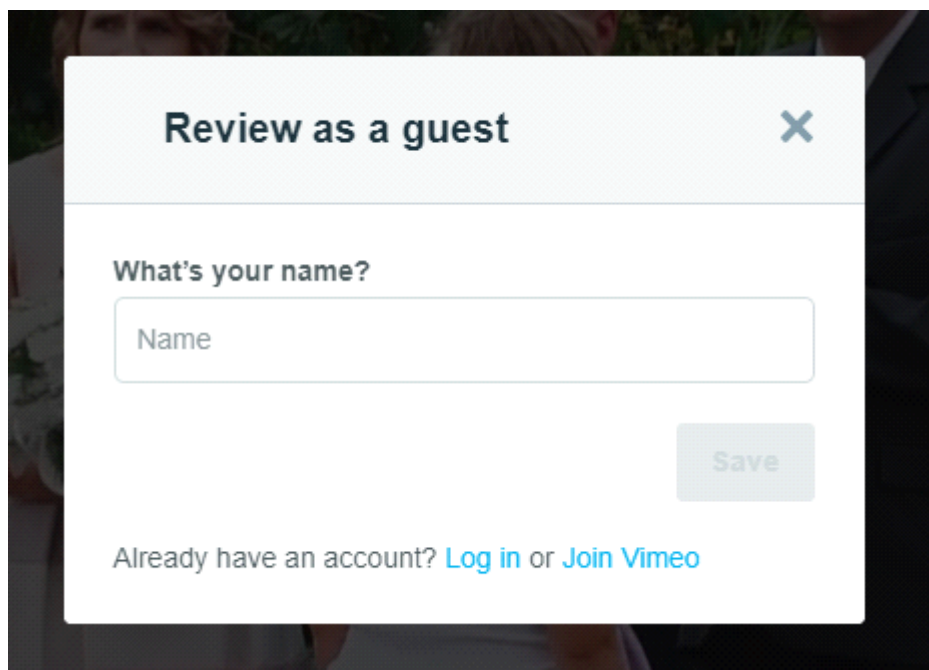 Review as a guest
What’s your name?
Name
Save
Already have an account? Log in or Join Vimeo